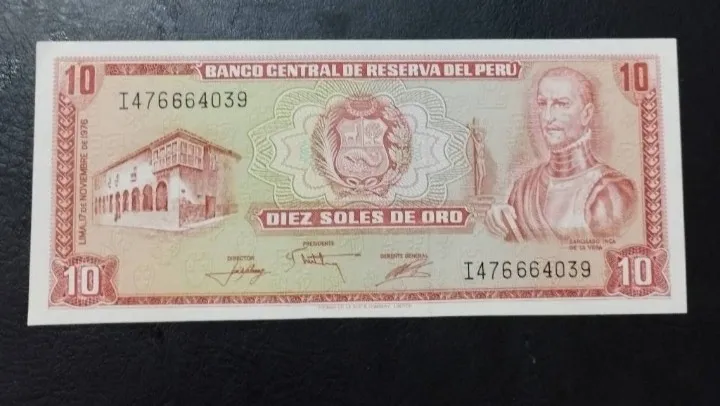 10
BANCO CENTRAL DE RESERVA DEL PERÚ
10
I476664039
LIMA, 17 DE NOVIEMBRE DE 1976
DIEZ SOLES DE ORO
GARCILASO INCA
DE LA VEGA
DIRECTOR
PRESIDENTE
GERENTE GENERAL
I476664039
10
10